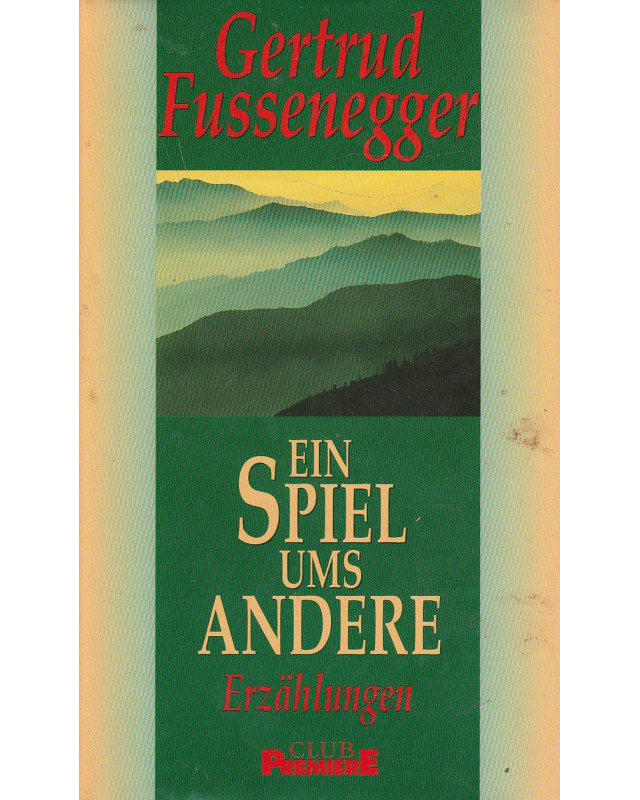 Gertrud
Fussenegger
EIN
SPIEL
UMS
ANDERE
Erzählungen
CLUB
PREMIERE